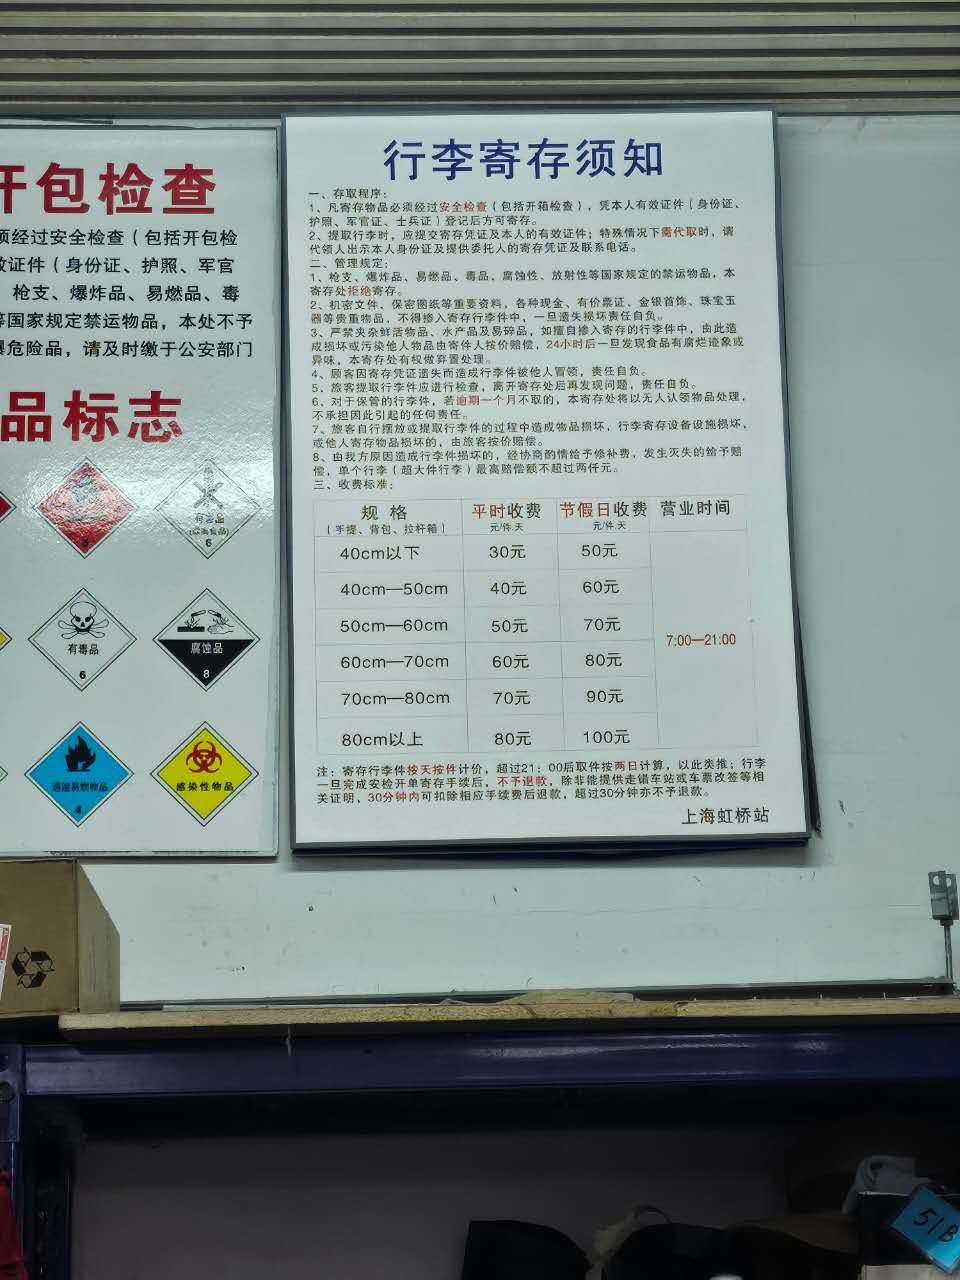 开包检查
须经过安全检查（包括开包检
效证件（身份证、护照、军官
枪支、爆炸品、易燃品、毒
等国家规定禁运物品，本处不予
爆危险品，请及时缴于公安部门
品标志
3
有害品
6
有毒品
6
腐蚀品
8
遇湿易燃物品
4
感染性物品
行李寄存须知
一、存取程序：
1、凡寄存物品必须经过安全检查（包括开箱检查），凭本人有效证件（身份证、
护照、军官证、士兵证）登记后方可寄存。
2、提取行李时，应提交寄存凭证及本人的有效证件；特殊情况下需代取时，请
代领人出示本人身份证及提供委托人的寄存凭证及联系电话。
二、管理规定：
1、枪支、爆炸品、易燃品、毒品、腐蚀性、放射性等国家规定的禁运物品，本
寄存处拒绝寄存。
2、机密文件、保密图纸等重要资料，各种现金、有价票证、金银首饰、珠宝玉
器等贵重物品，不得掺入寄存行李件中，一旦遗失损坏责任自负。
3、严禁夹杂鲜活物品、水产品及易碎品，如擅自掺入寄存的行李件中，由此造
成损坏或污染他人物品由寄件人按价赔偿，24小时后一旦发现食品有腐烂迹象或
异味，本寄存处有权做弃置处理。
4、顾客因寄存凭证遗失而造成行李件被他人冒领，责任自负。
5、旅客提取行李件应进行检查，离开寄存处后再发现问题，责任自负。
6、对于保管的行李件，若逾期一个月不取的，本寄存处将以无人认领物品处理，
不承担因此引起的任何责任。
7、旅客自行摆放或提取行李件的过程中造成物品损坏，行李寄存设备设施损坏，
或他人寄存物品损坏的，由旅客按价赔偿。
8、由我方原因造成行李件损坏的，经协商酌情给予修补费，发生灭失的给予赔
偿，单个行李（超大件行李）最高赔偿额不超过两仟元。
三、收费标准：
规 格 平时收费 节假日收费 营业时间
（手提、背包、拉杆箱） 元/件.天 元/件.天
40cm以下 30元 50元
40cm—50cm 40元 60元
50cm—60cm 50元 70元
7:00—21:00
60cm—70cm 60元 80元
70cm—80cm 70元 90元
80cm以上 80元 100元
注：寄存行李件按天按件计价，超过21：00后取件按两日计算，以此类推；行李
一旦完成安检开单寄存手续后，不予退款，除非能提供走错车站或车票改签等相
关证明，30分钟内可扣除相应手续费后退款，超过30分钟亦不予退款。
上海虹桥站
51B